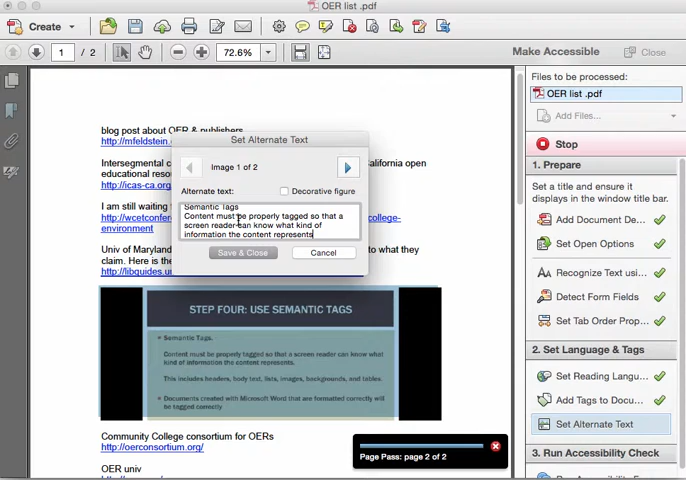 OER list .pdf
Create
1 / 2
72.6%
Make Accessible
Close
Files to be processed:
OER list .pdf
Add Files...
Stop
1. Prepare
Set a title and ensure it
displays in the window title bar.
Add Document De...
Set Open Options
Recognize Text usi...
Detect Form Fields
Set Tab Order Prop...
2. Set Language & Tags
Set Reading Langu...
Add Tags to Docu...
Set Alternate Text
3. Run Accessibility Check
blog post about OER & publishers
http://mfeldstein.
Intersegmental c
alifornia open
educational reso
http://icas-ca.org
I am still waiting
http://wcetconfer
college-
environment
Univ of Maryland
to what they
claim. Here is the
http://libguides.u
Set Alternate Text
Image 1 of 2
Alternate text:
Decorative figure
Semantic Tags
Content must be properly tagged so that a
screen reader can know what kind of
information the content represents
Save & Close
Cancel
STEP FOUR: USE SEMANTIC TAGS
Semantic Tags.
Content must be properly tagged so that a screen reader can know what
kind of information the content represents.
This includes headers, body text, lists, images, backgrounds, and tables.
Documents created with Microsoft Word that are formatted correctly will
be tagged correctly
Community College consortium for OERs
http://oerconsortium.org/
OER univ
Page Pass: page 2 of 2